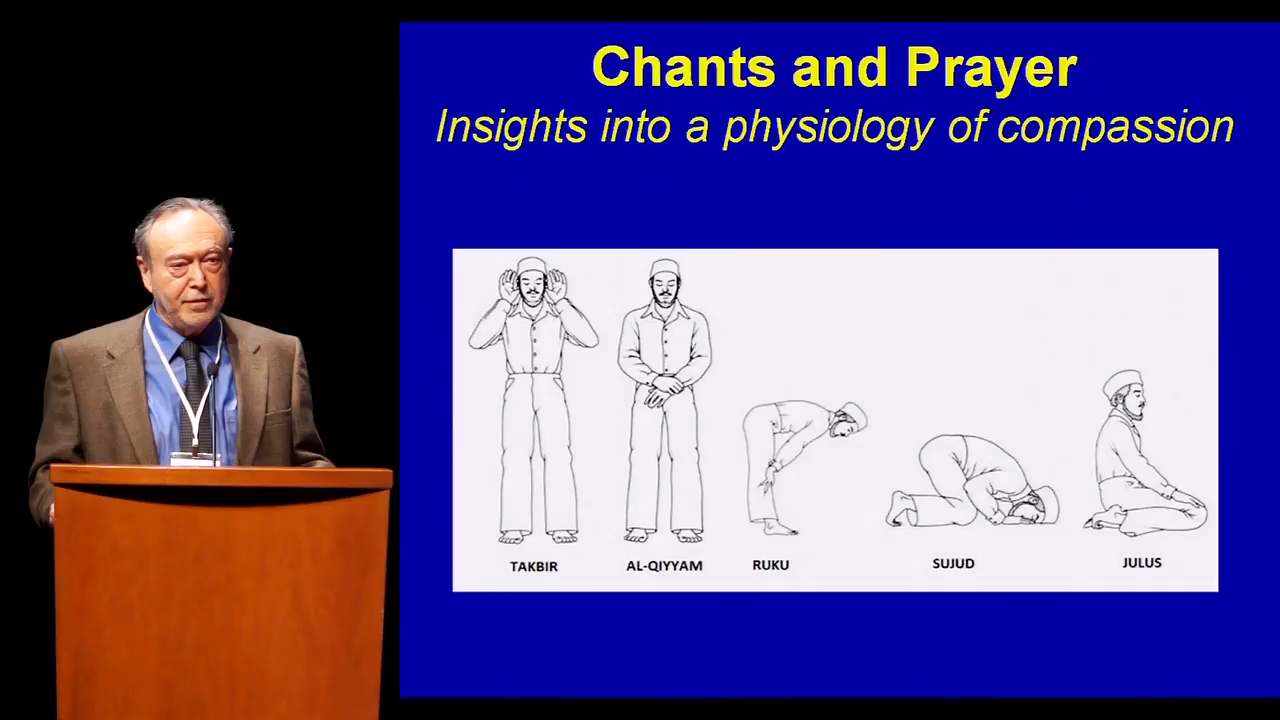 Chants and Prayer
Insights into a physiology of compassion
TAKBIR AL-QIYYAM RUKU SUJUD JULUS